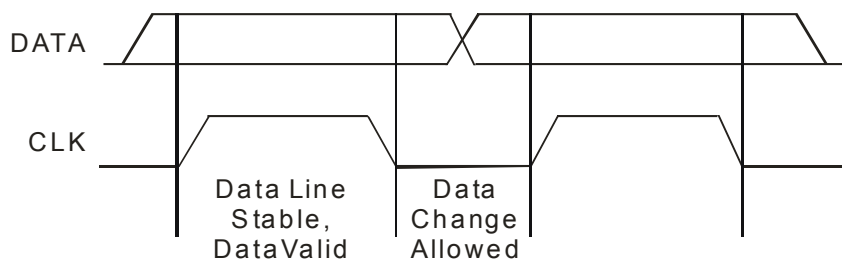 DATA
CLK
Data Line
Stable,
DataValid
Data
Change
Allowed